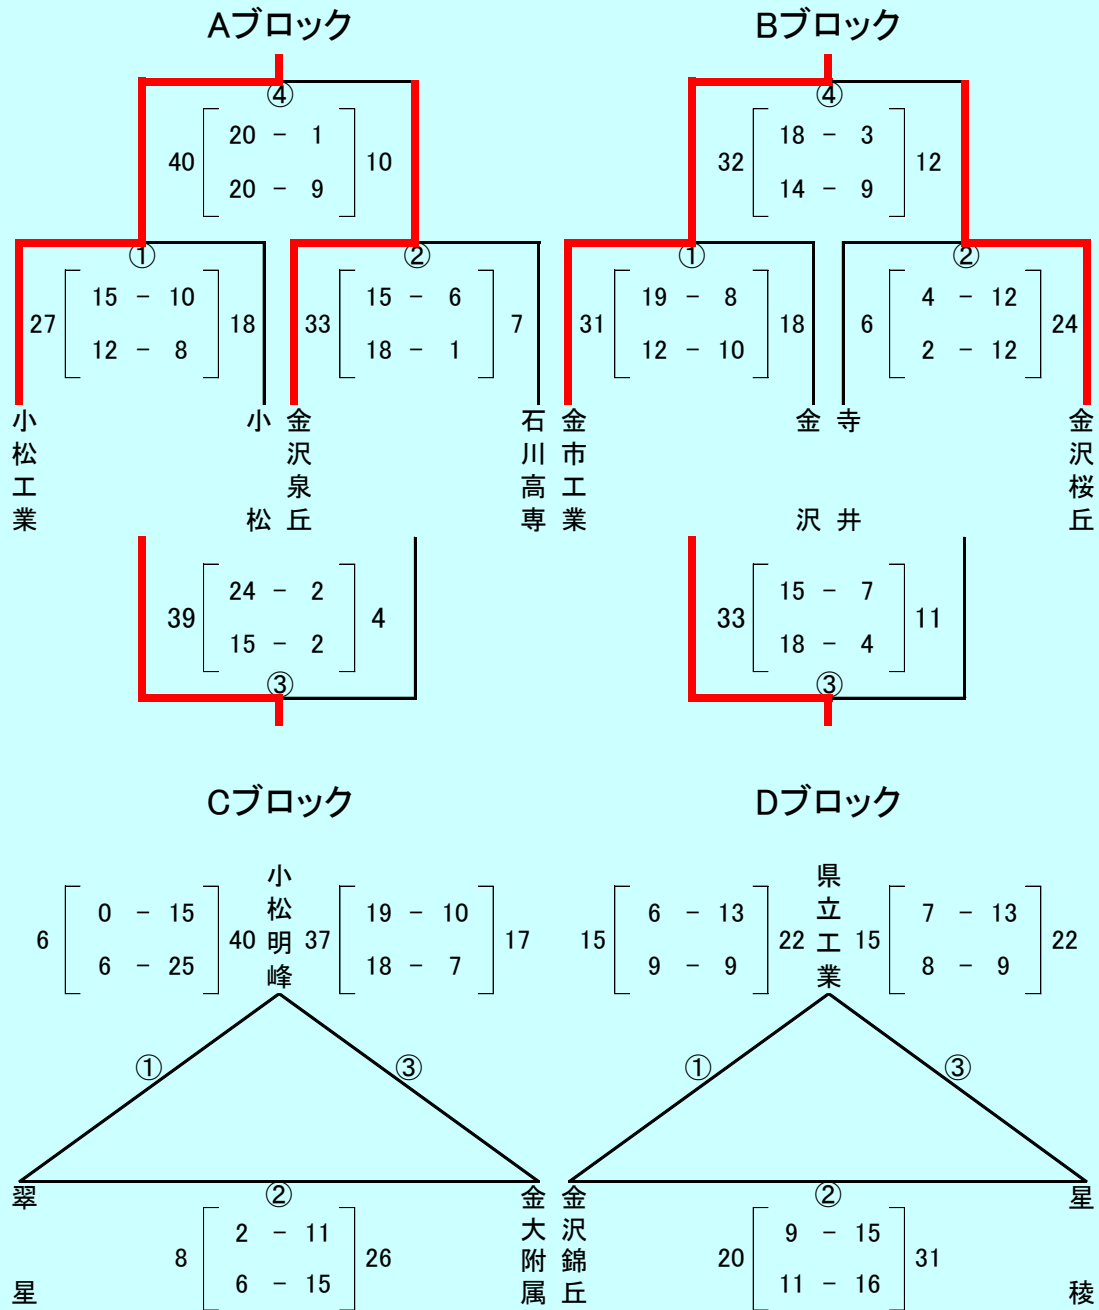 Aブロック
Bブロック
④
40 20 - 1 10
20 - 9
④
32 18 - 3 12
14 - 9
①
27 15 - 10 18
12 - 8
②
33 15 - 6 7
18 - 1
①
31 19 - 8 18
12 - 10
②
6 4 - 12 24
2 - 12
小松工業
小松
金沢泉丘
石川高専
金市工業
金沢
寺井
金沢桜丘
39 24 - 2 4
15 - 2
③
33 15 - 7 11
18 - 4
③
Cブロック
Dブロック
6 0 - 15 40
6 - 25
小松明峰
37 19 - 10 17
18 - 7
15 6 - 13 22
9 - 9
県立工業
15 7 - 13 22
8 - 9
①
③
①
③
翠星
②
8 2 - 11 26
6 - 15
金大附属
金沢錦丘
②
20 9 - 15 31
11 - 16
星稜